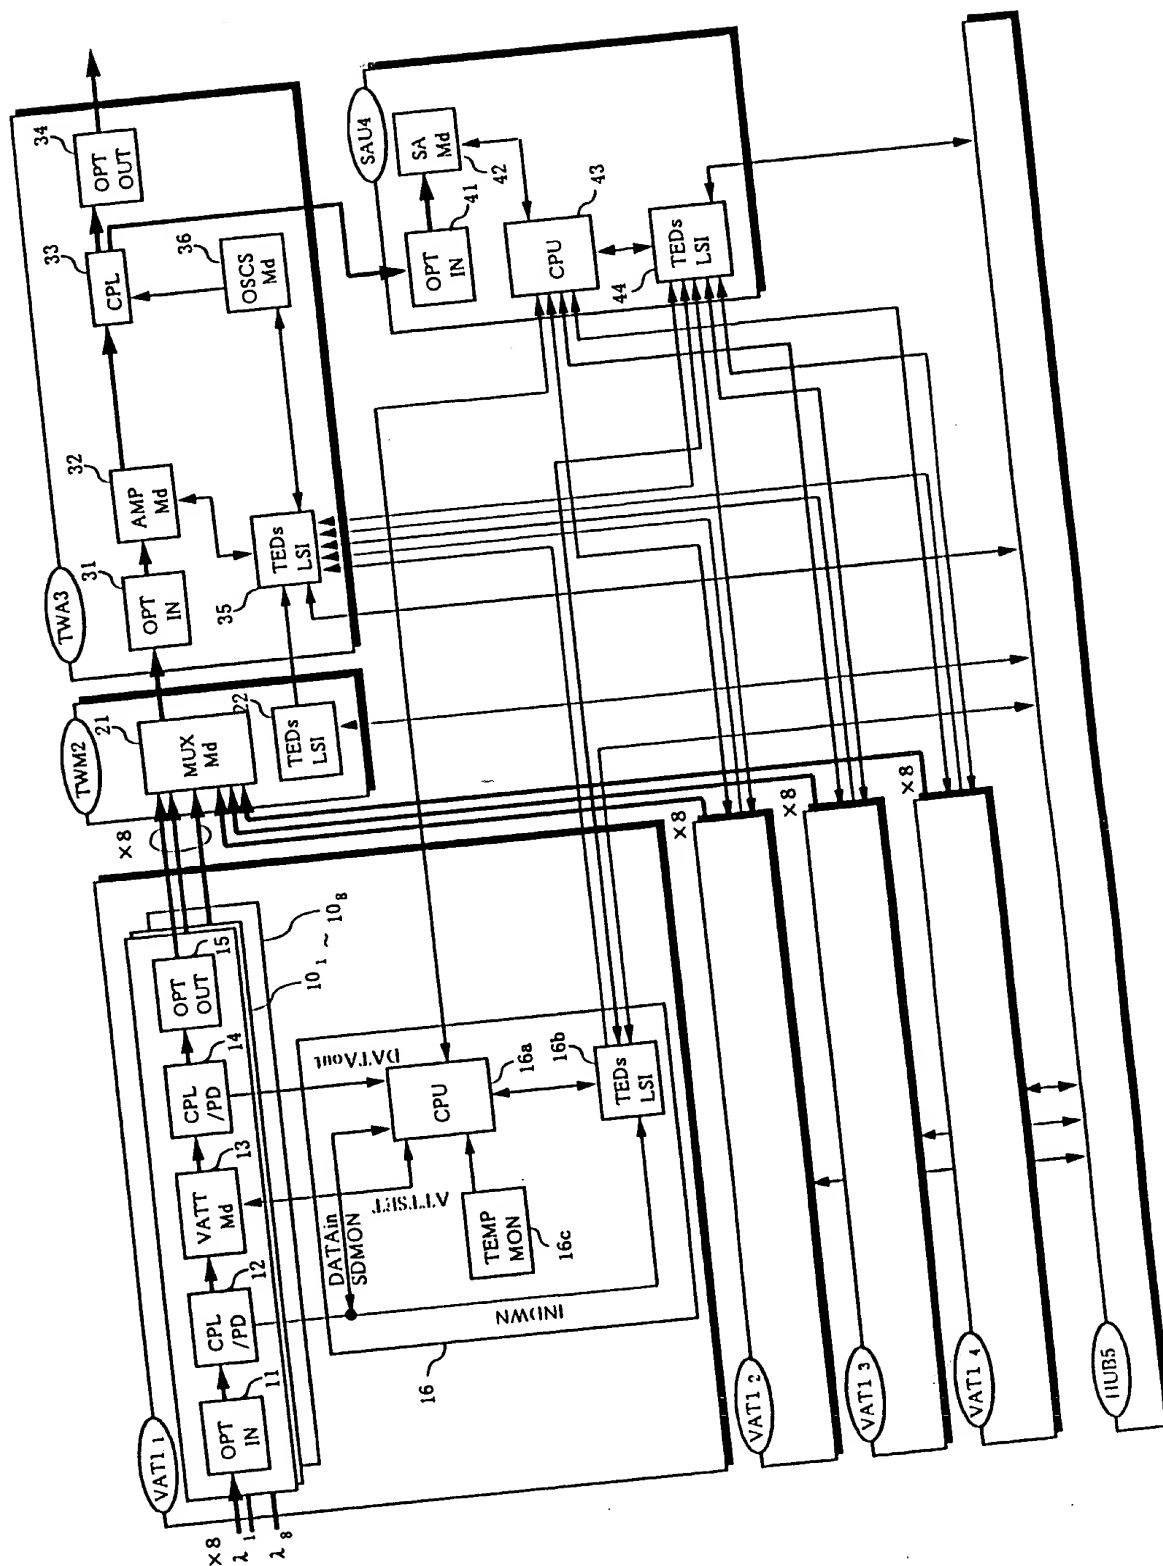 ×8
λ 1
λ 8
VAT1 1
OPT
IN
11
CPL
/PD
12
VATT
Md
13
CPL
/PD
14
OPT
OUT
15
10 1 ~ 10 8
DATAin
SDMON
ATTSET
DATAout
INDWN
16
TEMP
MON
16c
CPU
16a
TEDs
LSI
16b
×8
TWM2
MUX
Md
21
TEDs
LSI
22
TWA3
OPT
IN
31
AMP
Md
32
CPL
33
OPT
OUT
34
TEDs
LSI
35
OSCS
Md
36
SAU4
OPT
IN
41
SA
Md
42
CPU
43
TEDs
LSI
44
VAT1 2
×8
VAT1 3
×8
VAT1 4
×8
HUB5